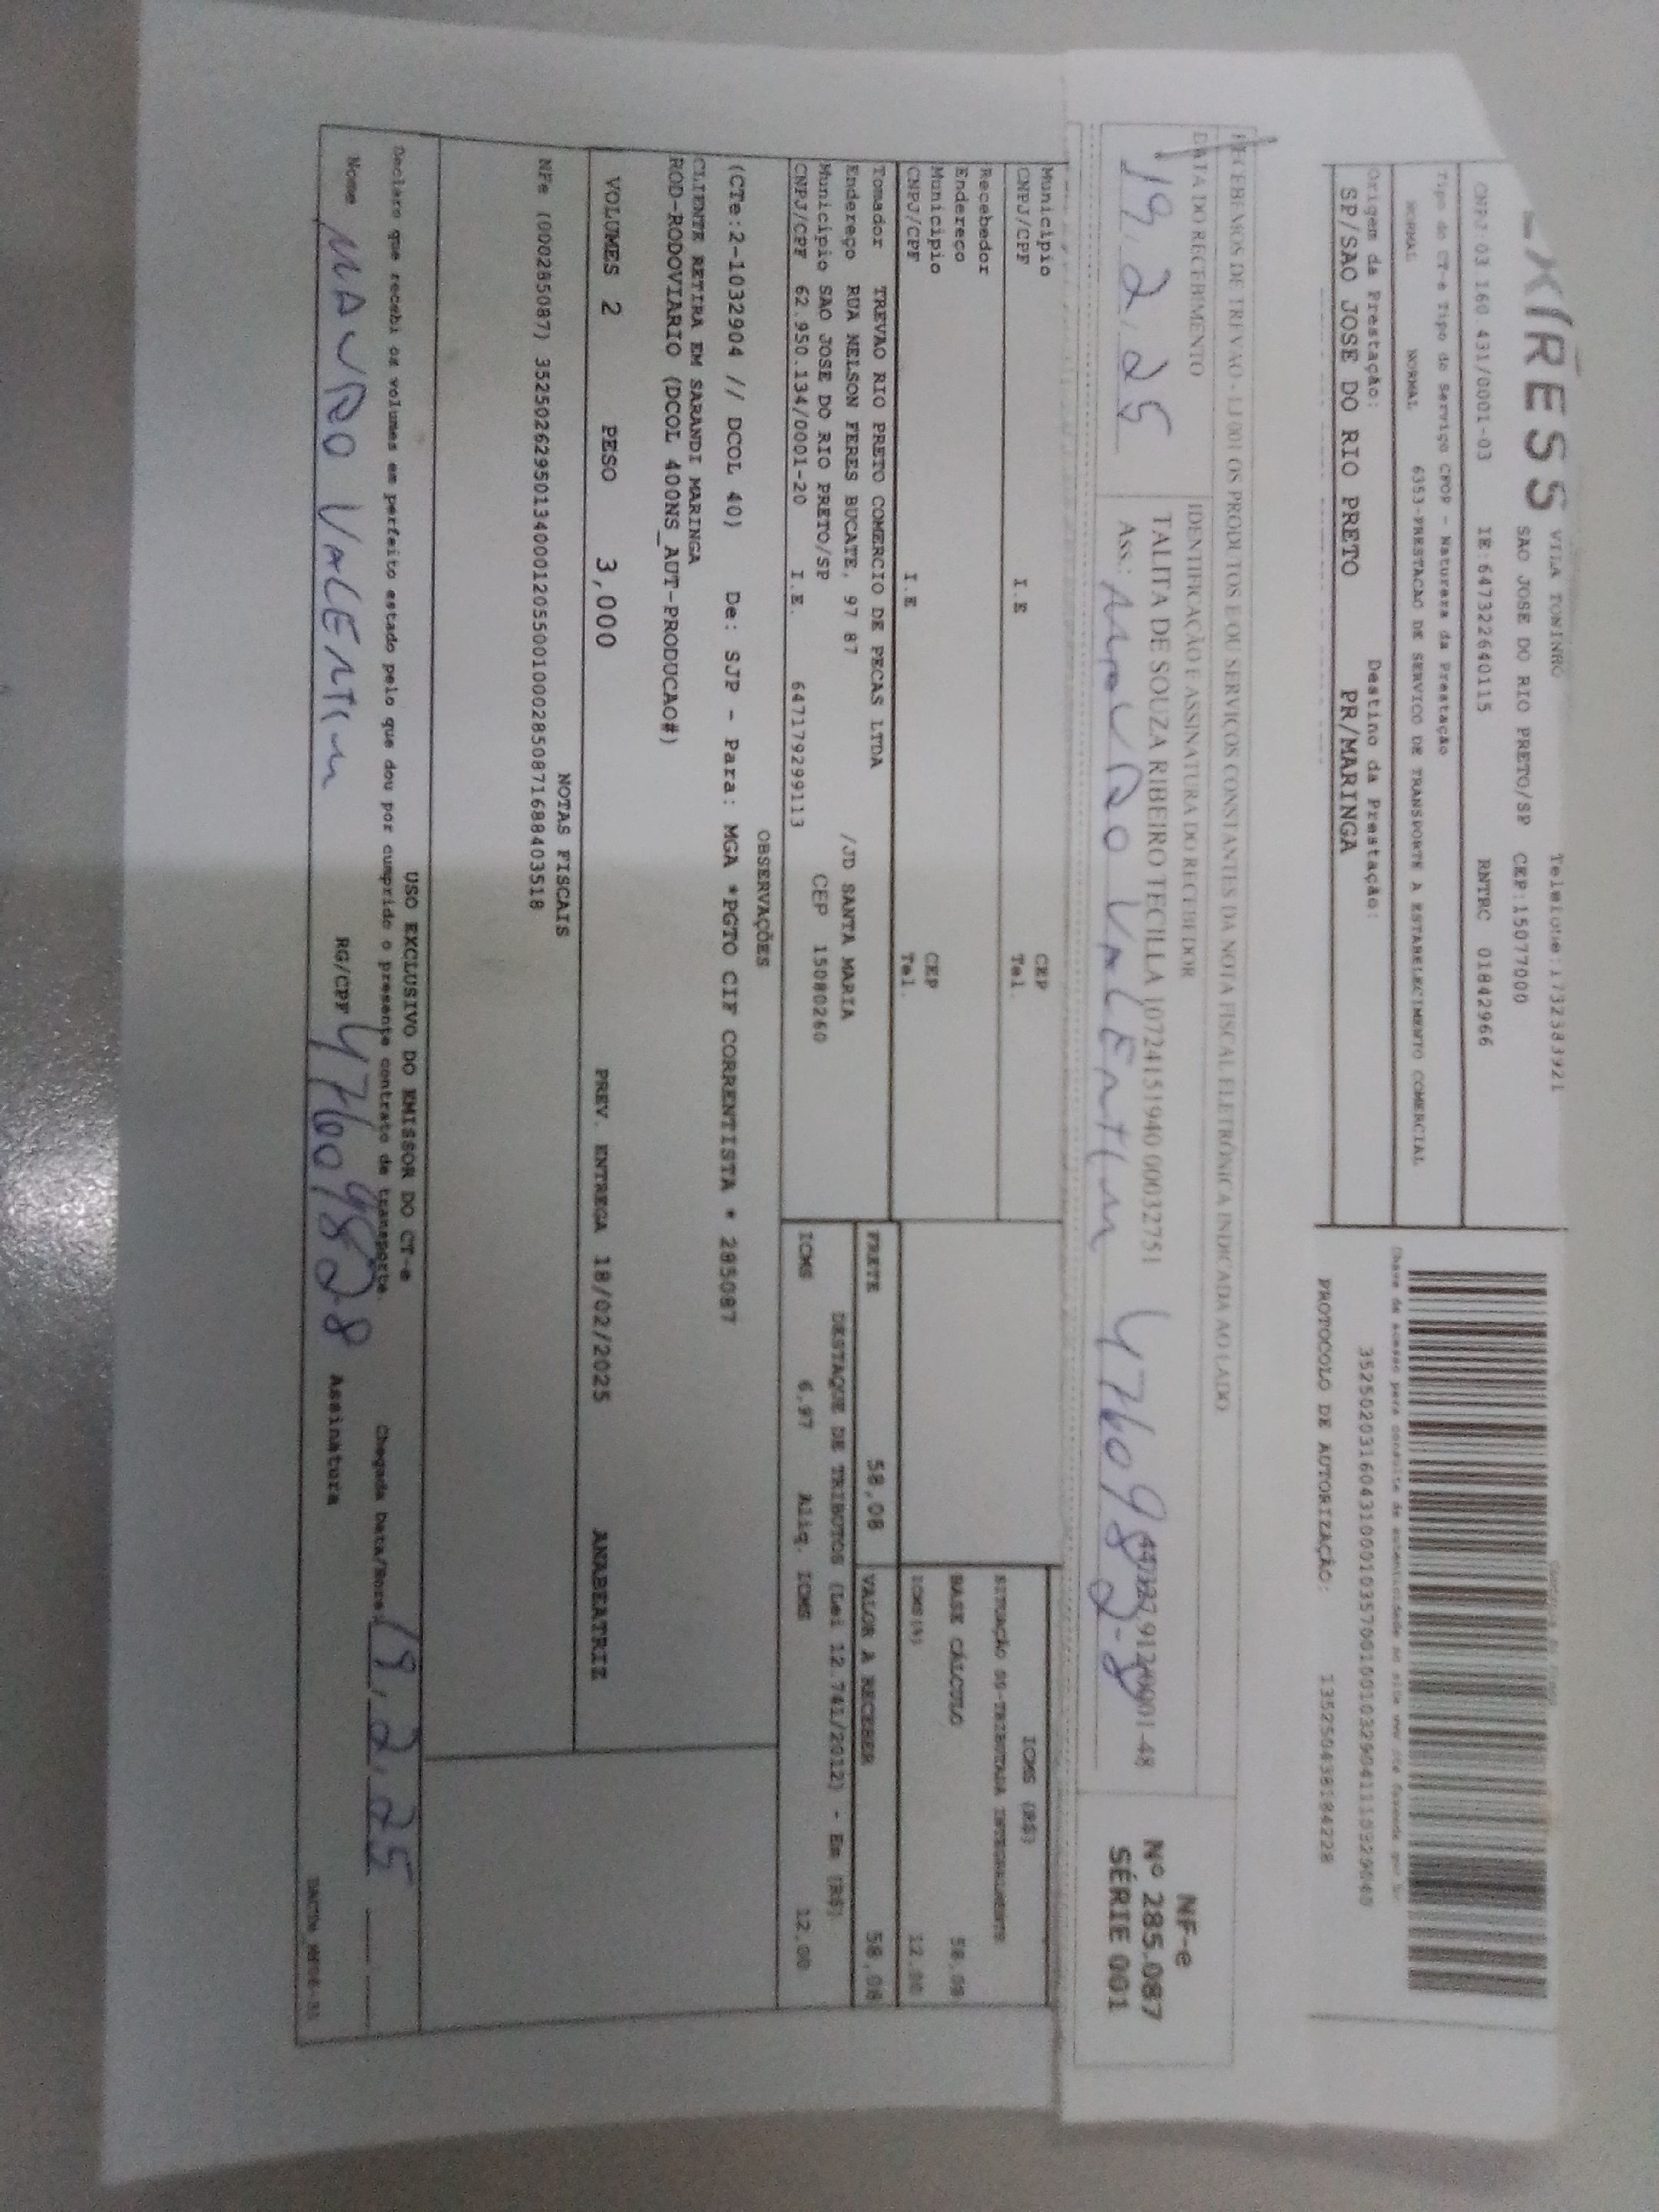 VILA TONINHO Telefone:1732383921
SAO JOSE DO RIO PRETO/SP CEP:15077000
CNPJ:03 160 431/0001-03 IE:647322640115 RNTRC 01842966
Tipo do CT-e Tipo do Serviço CFOP - Natureza da Prestação
NORMAL NORMAL 6353-PRESTACAO DE SERVICO DE TRANSPORTE A ESTABELECIMENTO COMERCIAL
Origem da Prestação: Destino da Prestação:
SP/SAO JOSE DO RIO PRETO PR/MARINGA
PROTOCOLO DE AUTORIZAÇÃO: 135250438184228
RECEBEMOS DE TREVAO - LJ 001 OS PRODUTOS E/OU SERVIÇOS CONSTANTES DA NOTA FISCAL ELETRÔNICA INDICADA AO LADO
DATA DO RECEBIMENTO IDENTIFICAÇÃO E ASSINATURA DO RECEBEDOR
TALITA DE SOUZA RIBEIRO TECILLA
19.2.25 Ass.: MAURO VALENTIM 4760982-8
NF-e
Nº 285.087
SÉRIE 001
Município CEP
CNPJ/CPF I.E Tel.
Recebedor
Endereço
Município CEP
CNPJ/CPF I.E Tel.
ICMS (R$)
SITUAÇÃO 00-TRIBUTADA INTEGRALMENTE
BASE CÁLCULO 58,08
ICMS(%) 12.00
Tomador TREVAO RIO PRETO COMERCIO DE PECAS LTDA
Endereço RUA NELSON FERES BUCATE, 97 87 /JD SANTA MARIA
Município SAO JOSE DO RIO PRETO/SP CEP 15080260
CNPJ/CPF 62.950.134/0001-20 I.E. 647179299113
FRETE 58,08 VALOR A RECEBER 58,08
DESTAQUE DE TRIBUTOS (Lei 12.741/2012) - Em (R$)
ICMS 6,97 Aliq. ICMS 12,00
OBSERVAÇÕES
(CTe:2-1032904 // DCOL 40) De: SJP - Para: MGA *PGTO CIF CORRENTISTA * 285087
CLIENTE RETIRA EM SARANDI MARINGA
ROD-RODOVIARIO (DCOL 400NS_AUT-PRODUCAO#)
VOLUMES 2 PESO 3,000 PREV. ENTREGA 18/02/2025 ANABEATRIZ
NOTAS FISCAIS
NFe (000285087) 35250262950134000120550010002850871688403518
USO EXCLUSIVO DO EMISSOR DO CT-e
Declaro que recebi os volumes em perfeito estado pelo que dou por cumprido o presente contrato de transporte. Chegada Data/Hora: 19.2.25
Nome MAURO VALENTIM RG/CPF 4760982-8 Assinatura